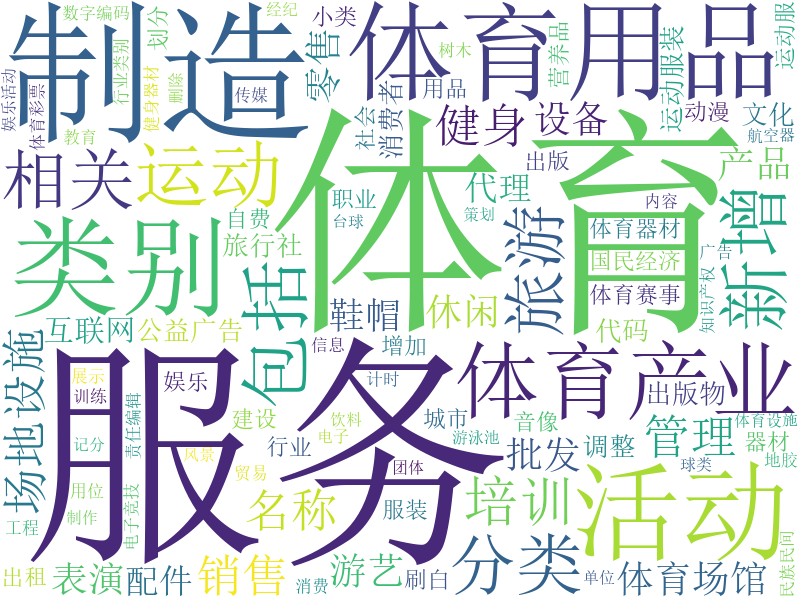 数字编码
经纪
制造
体育用品
小类
零售
划分
行业类别
健身器材
删除
传媒
娱乐活动
体育彩票
教育
树木
用品
营养品
运动服装
运动服
社会
消费者
健身
设备
动漫
文化
航空器
出版
产品
相关
运动
体育
职业
代理
内容
自费
台球
策划
旅行社
类别
包括
旅游
新增
体育器材
国民经济
体育赛事
广告
知识产权
代码
鞋帽
休闲
互联网
公益广告
信息
增加
场地设施
展示
训练
娱乐
计时
体育产业
出版物
服务
责任编辑
建设
城市
音像
体育设施
记分
风景
行业
饮料
电子
游泳池
批发
调整
管理
器材
地胶
球类
用位
贸易
团体
名称
培训
活动
工程
制作
电子竞技
服装
出租
表演
配件
销售
消费
游艺
刷白
分类
单位
体育场馆
民族民间